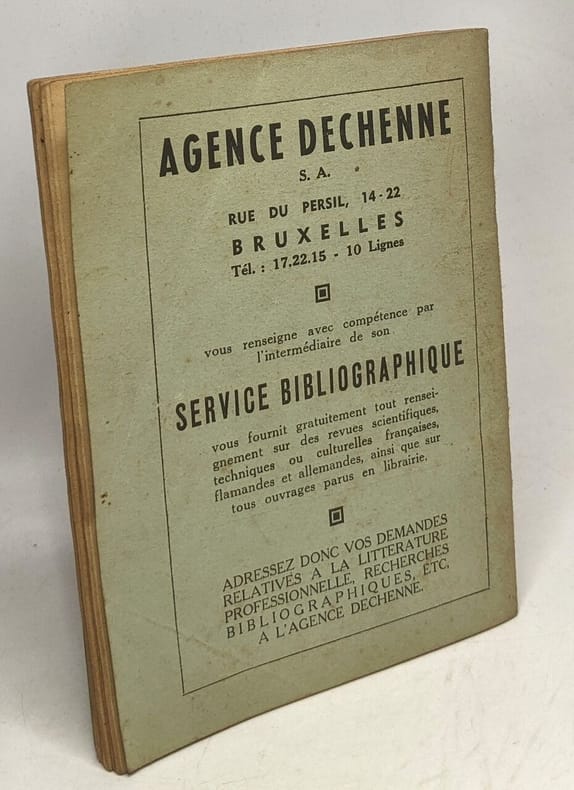 AGENCE DECHENNE
S. A.
RUE DU PERSIL, 14-22
BRUXELLES
Tél. : 17.22.15 - 10 Lignes
vous renseigne avec compétence par
l'intermédiaire de son
SERVICE BIBLIOGRAPHIQUE
vous fournit gratuitement tout rensei-
gnement sur des revues scientifiques,
techniques ou culturelles françaises,
flamandes et allemandes, ainsi que sur
tous ouvrages parus en librairie.
ADRESSEZ DONC VOS DEMANDES
RELATIVES A LA LITTERATURE
PROFESSIONNELLE, RECHERCHES
BIBLIOGRAPHIQUES, ETC.
A L'AGENCE DECHENNE.